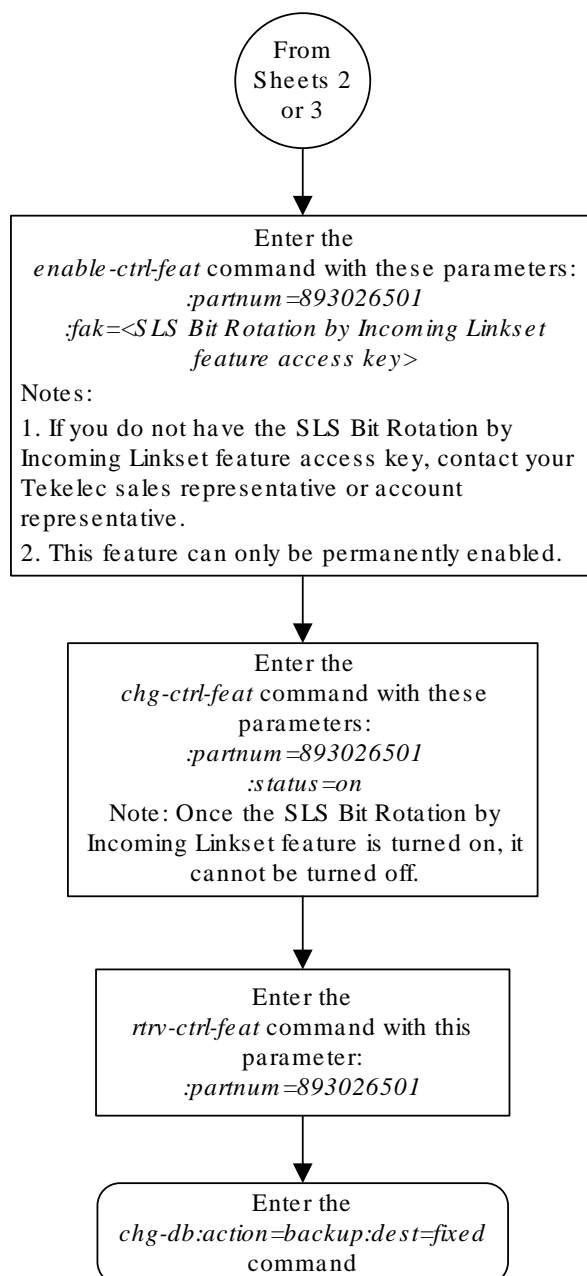 From
Sheets 2
or 3
Enter the
enable-ctrl-feat command with these parameters:
:partnum=893026501
:fak=<SLS Bit Rotation by Incoming Linkset
feature access key>
Notes:
1. If you do not have the SLS Bit Rotation by
Incoming Linkset feature access key, contact your
Tekelec sales representative or account
representative.
2. This feature can only be permanently enabled.
Enter the
chg-ctrl-feat command with these
parameters:
:partnum=893026501
:status=on
Note: Once the SLS Bit Rotation by
Incoming Linkset feature is turned on, it
cannot be turned off.
Enter the
rtrv-ctrl-feat command with this
parameter:
:partnum=893026501
Enter the
chg-db:action=backup:dest=fixed
command